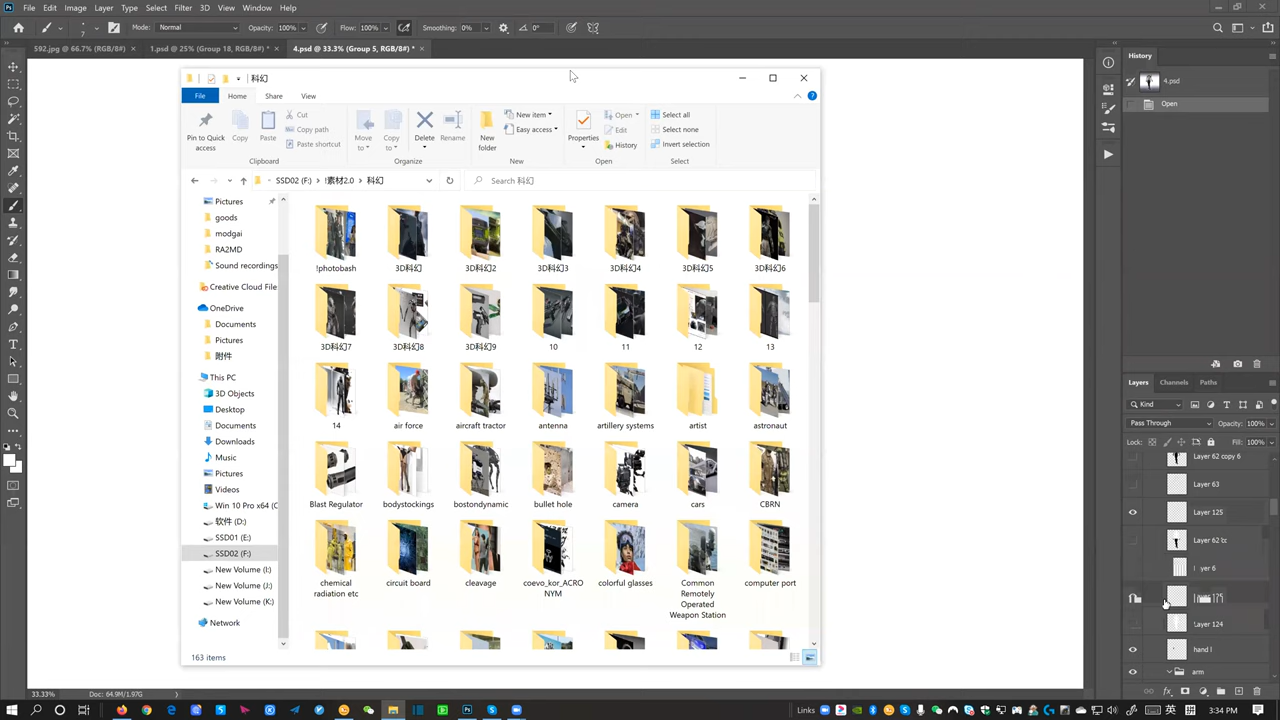 File Edit Image Layer Type Select Filter 3D View Window Help
Mode: Normal Opacity: 100% Flow: 100% Smoothing: 0% 0°
592.jpg @ 66.7% (RGB/8#) × 1.psd @ 25% (Group 18, RGB/8#) * × 4.psd @ 33.3% (Group 5, RGB/8#) * ×
History
4.psd
Open
科幻
File Home Share View
Pin to Quick access
Copy
Paste
Cut
Copy path
Paste shortcut
Clipboard
Move to
Copy to
Delete
Rename
Organize
New folder
New item
Easy access
New
Properties
Open
Edit
History
Open
Select all
Select none
Invert selection
Select
SSD02 (F:) !素材2.0 科幻
Search 科幻
Pictures
goods
modgai
RA2MD
Sound recordings
Creative Cloud File
OneDrive
Documents
Pictures
附件
This PC
3D Objects
Desktop
Documents
Downloads
Music
Pictures
Videos
Win 10 Pro x64 (C
软件 (D:)
SSD01 (E:)
SSD02 (F:)
New Volume (I:)
New Volume (J:)
New Volume (K:)
Network
!photobash 3D科幻 3D科幻2 3D科幻3 3D科幻4 3D科幻5 3D科幻6
3D科幻7 3D科幻8 3D科幻9 10 11 12 13
14 air force aircraft tractor antenna artillery systems artist astronaut
Blast Regulator bodystockings bostondynamic bullet hole camera cars CBRN
chemical radiation etc
circuit board
cleavage
coevo_kor_ACRONYM
colorful glasses
Common Remotely Operated Weapon Station
computer port
163 items
Layers Channels Paths
Kind
Pass Through Opacity: 100%
Lock: Fill: 100%
Layer 62 copy 6
Layer 63
Layer 125
Layer 124
hand l
arm
33.33% Doc: 64.9M/1.97G
Links 3:34 PM